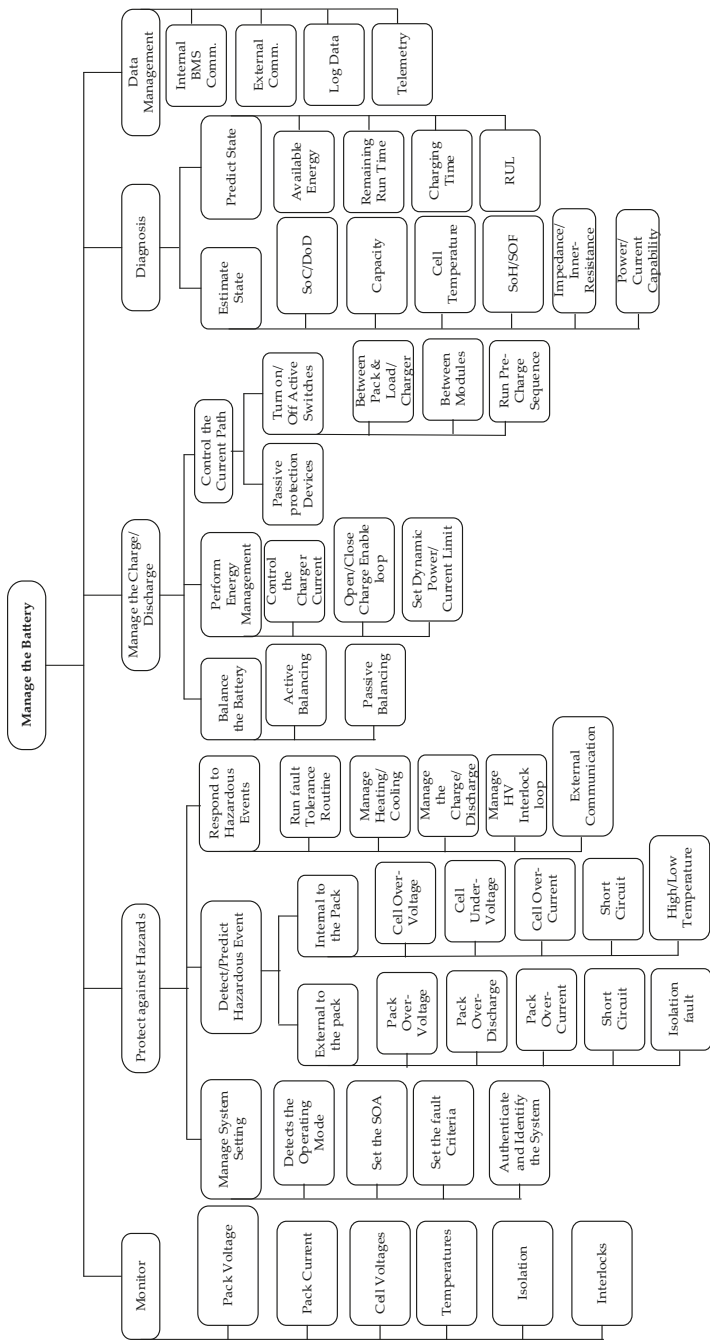 Manage the Battery
Monitor
Pack Voltage
Pack Current
Cell Voltages
Temperatures
Isolation
Interlocks
Protect against Hazards
Manage System
Setting
Detects the
Operating
Mode
Set the SOA
Set the fault
Criteria
Authenticate
and Identify
the System
Detect/Predict
Hazardous Event
External to
the pack
Pack
Over-
Voltage
Pack
Over-
Discharge
Pack
Over-
Current
Short
Circuit
Isolation
fault
Internal to
the Pack
Cell Over-
Voltage
Cell
Under-
Voltage
Cell Over-
Current
Short
Circuit
High/Low
Temperature
Respond to
Hazardous
Events
Run fault
Tolerance
Routine
Manage
Heating/
Cooling
Manage
the
Charge/
Discharge
Manage
HV
Interlock
loop
External
Communication
Manage the Charge/
Discharge
Balance
the Battery
Active
Balancing
Passive
Balancing
Perform
Energy
Management
Control
the
Charger
Current
Open/Close
Charge Enable
loop
Set Dynamic
Power/
Current Limit
Control the
Current Path
Passive
protection
Devices
Turn on/
Off Active
Switches
Between
Pack &
Load/
Charger
Between
Modules
Run Pre-
Charge
Sequence
Diagnosis
Estimate
State
SoC/DoD
Capacity
Cell
Temperature
SoH/SOF
Impedance/
Inner-
Resistance
Power/
Current
Capability
Predict State
Available
Energy
Remaining
Run Time
Charging
Time
RUL
Data
Management
Internal
BMS
Comm.
External
Comm.
Log Data
Telemetry